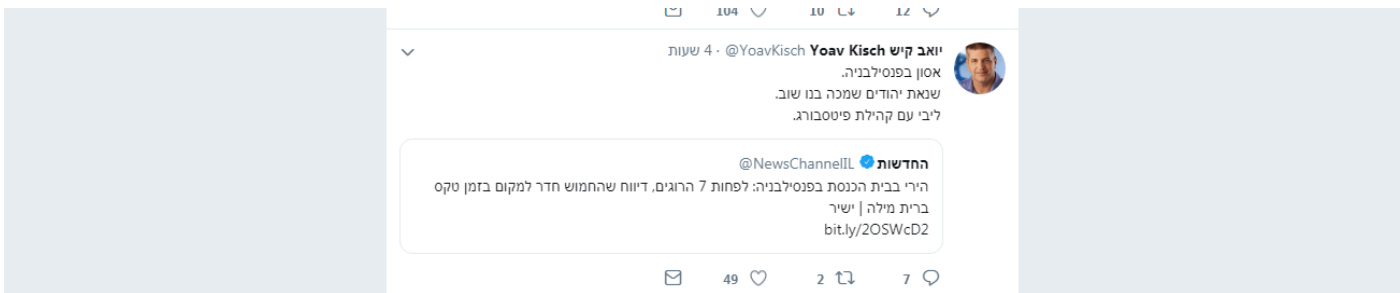 12 10 104
יואב קיש Yoav Kisch @YoavKisch · 4 שעות
אסון בפנסילבניה.
שנאת יהודים שמכה בנו שוב.
ליבי עם קהילת פיטסבורג.
החדשות @NewsChannelIL
הירי בבית הכנסת בפנסילבניה: לפחות 7 הרוגים, דיווח שהחמוש חדר למקום בזמן טקס
ברית מילה | ישיר
bit.ly/2OSWcD2
7 2 49